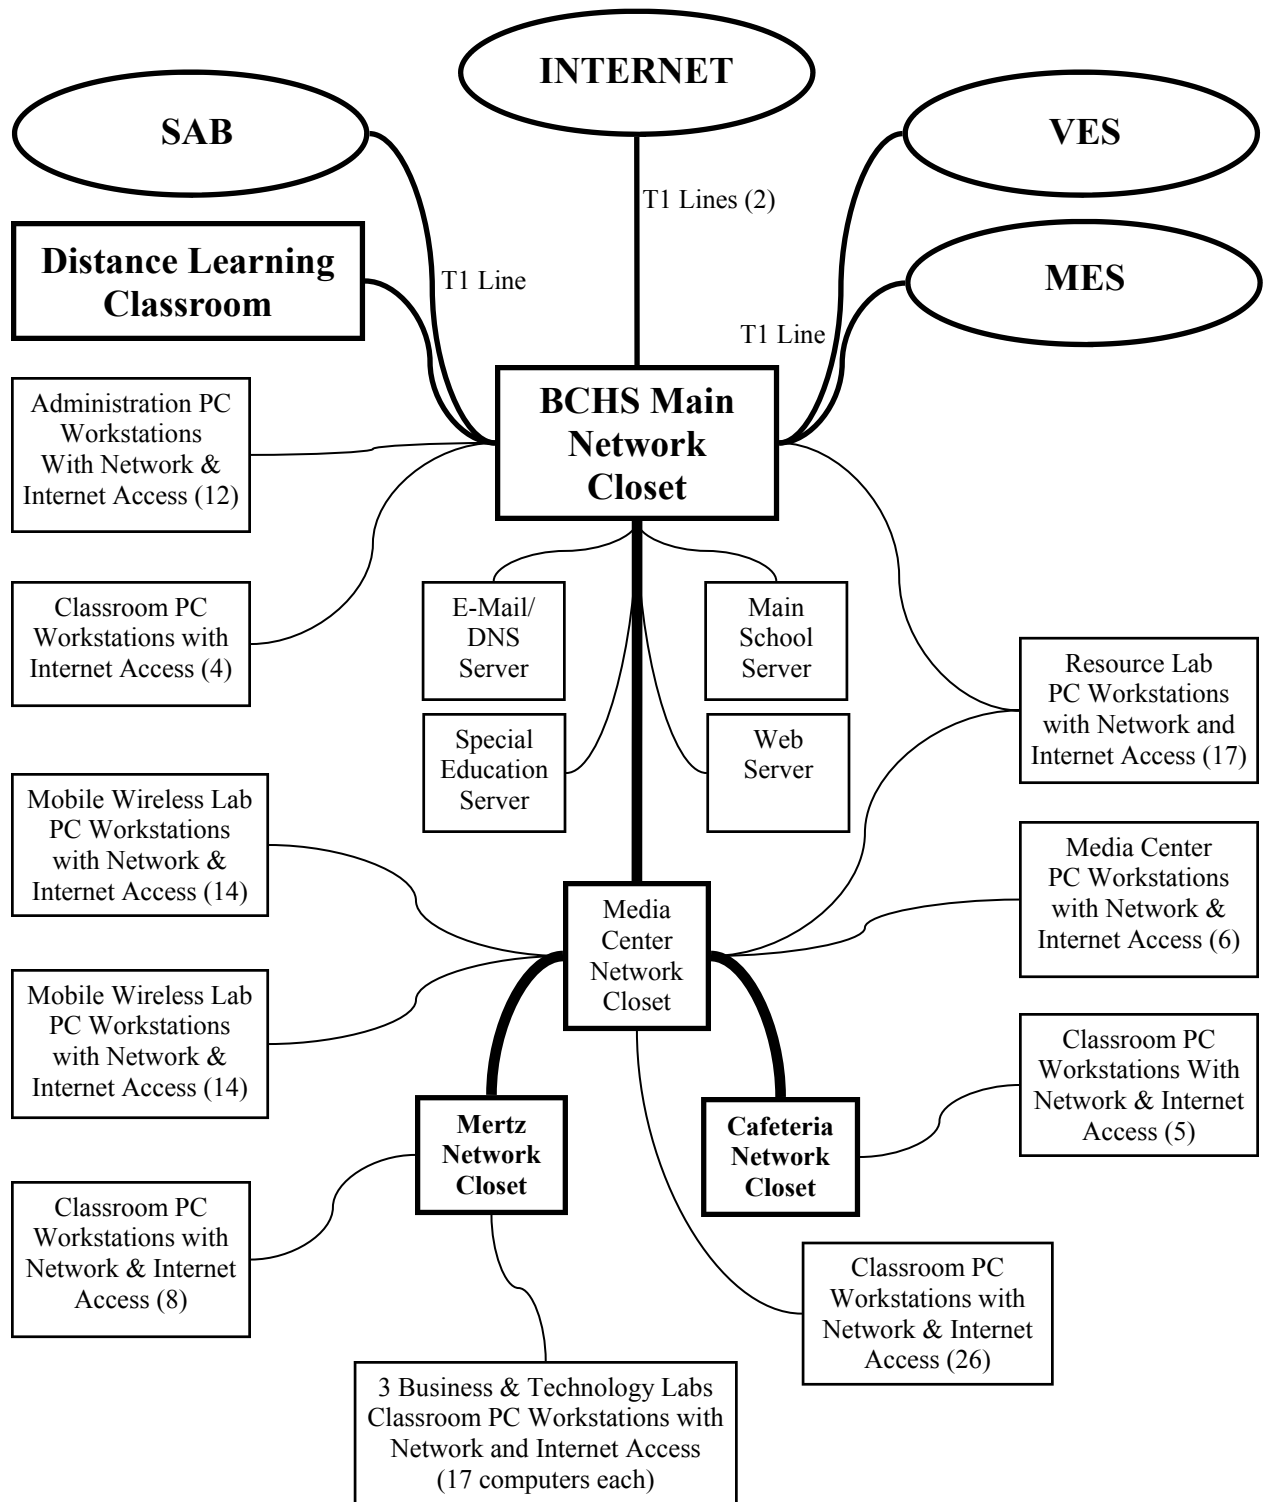 INTERNET
SAB
VES
T1 Lines (2)
Distance Learning
Classroom
MES
T1 Line
T1 Line
BCHS Main
Network
Closet
Administration PC
Workstations
With Network &
Internet Access (12)
Classroom PC
Workstations with
Internet Access (4)
E-Mail/
DNS
Server
Main
School
Server
Special
Education
Server
Web
Server
Resource Lab
PC Workstations
with Network and
Internet Access (17)
Mobile Wireless Lab
PC Workstations
with Network &
Internet Access (14)
Media Center
PC Workstations
with Network &
Internet Access (6)
Media
Center
Network
Closet
Mobile Wireless Lab
PC Workstations
with Network &
Internet Access (14)
Classroom PC
Workstations With
Network & Internet
Access (5)
Mertz
Network
Closet
Cafeteria
Network
Closet
Classroom PC
Workstations with
Network & Internet
Access (8)
Classroom PC
Workstations with
Network & Internet
Access (26)
3 Business & Technology Labs
Classroom PC Workstations with
Network and Internet Access
(17 computers each)